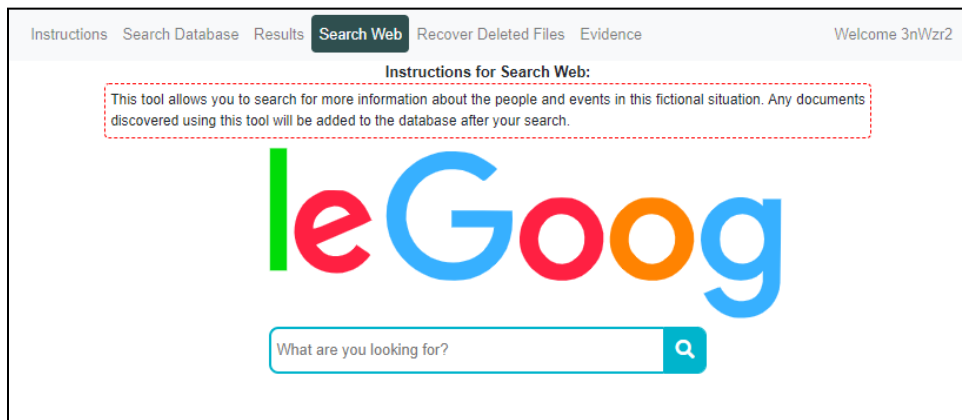 Instructions Search Database Results Search Web Recover Deleted Files Evidence Welcome 3nWzr2
Instructions for Search Web:
This tool allows you to search for more information about the people and events in this fictional situation. Any documents
discovered using this tool will be added to the database after your search.
leGoog
What are you looking for?